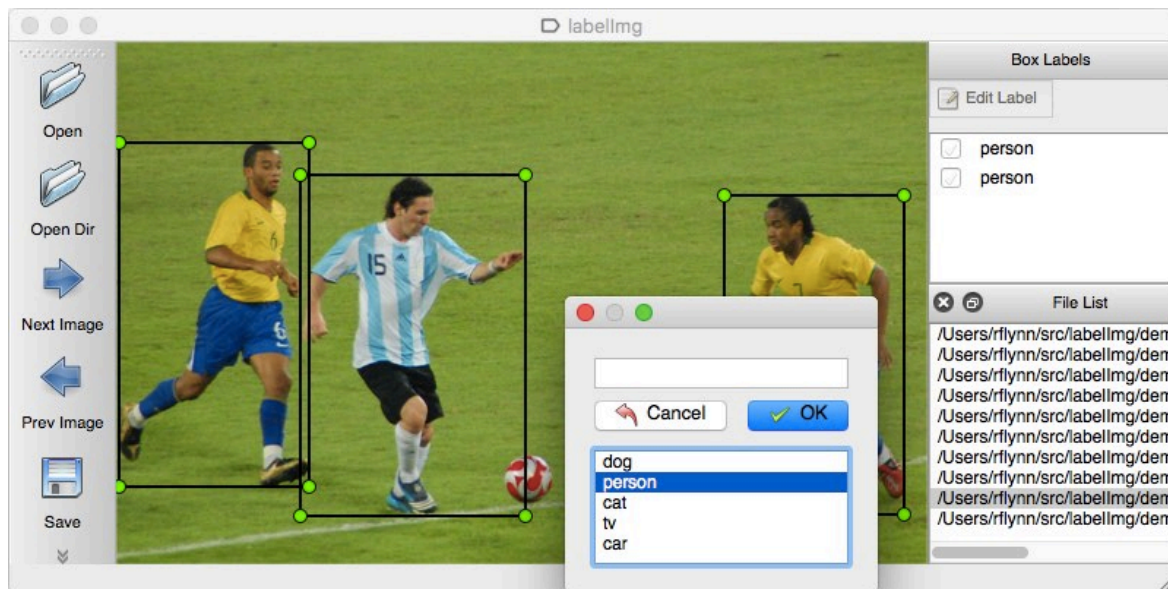 labelImg
Open
Open Dir
Next Image
Prev Image
Save
6
6
15
7
Cancel
OK
dog
person
cat
tv
car
Box Labels
Edit Label
person
person
File List
/Users/rflynn/src/labelImg/dem
/Users/rflynn/src/labelImg/dem
/Users/rflynn/src/labelImg/dem
/Users/rflynn/src/labelImg/dem
/Users/rflynn/src/labelImg/dem
/Users/rflynn/src/labelImg/dem
/Users/rflynn/src/labelImg/dem
/Users/rflynn/src/labelImg/dem
/Users/rflynn/src/labelImg/dem
/Users/rflynn/src/labelImg/dem